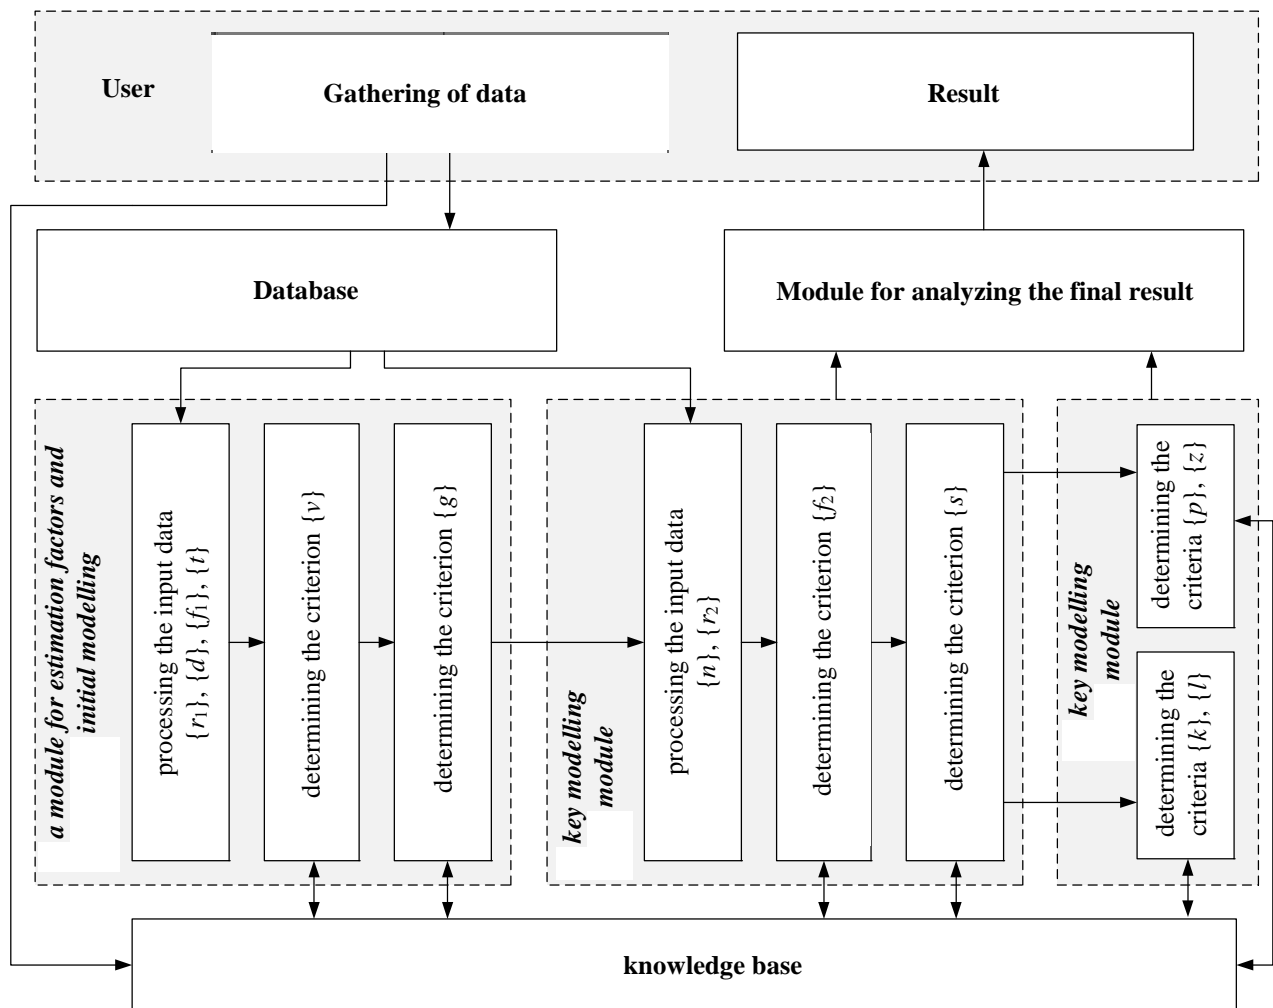 User
Gathering of data
Result
Database
Module for analyzing the final result
a module for estimation factors and
initial modelling
processing the input data
{r1}, {d}, {f1}, {t}
determining the criterion {v}
determining the criterion {g}
key modelling
module
processing the input data
{n}, {r2}
determining the criterion {f2}
determining the criterion {s}
key modelling
module
determining the
criteria {p}, {z}
determining the
criteria {k}, {l}
knowledge base